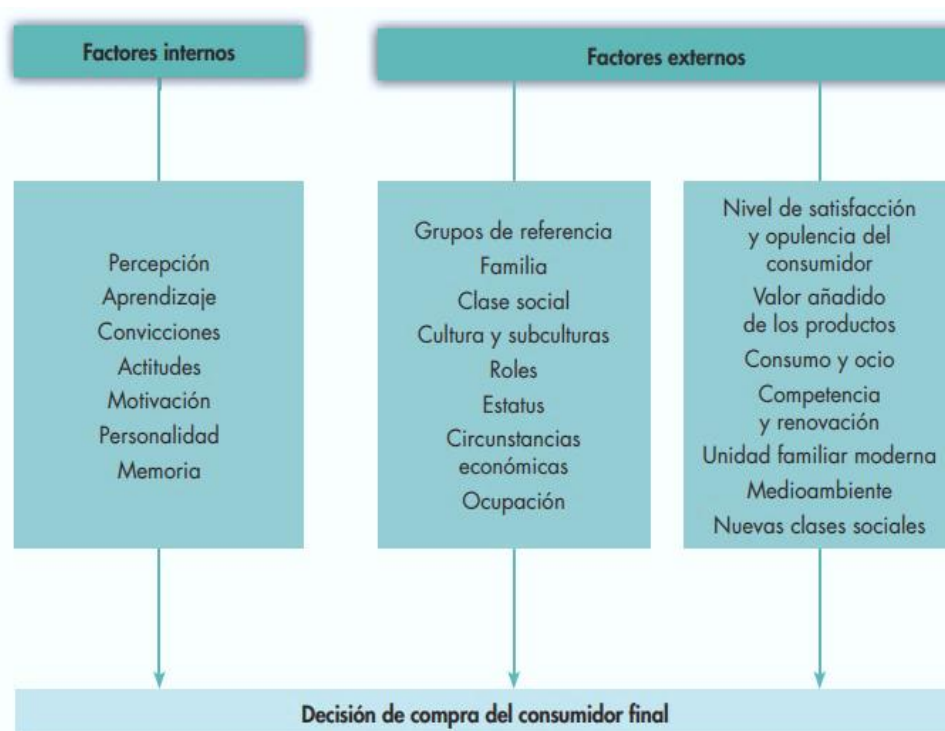 Factores internos
Factores externos
Percepción
Aprendizaje
Convicciones
Actitudes
Motivación
Personalidad
Memoria
Grupos de referencia
Familia
Clase social
Cultura y subculturas
Roles
Estatus
Circunstancias
económicas
Ocupación
Nivel de satisfacción
y opulencia del
consumidor
Valor añadido
de los productos
Consumo y ocio
Competencia
y renovación
Unidad familiar moderna
Medioambiente
Nuevas clases sociales
Decisión de compra del consumidor final